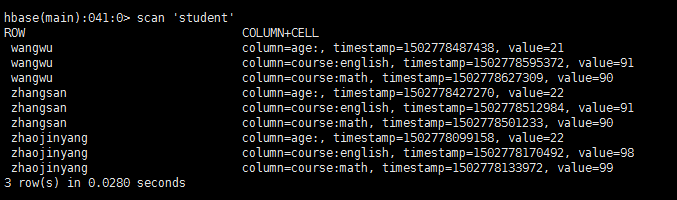 hbase(main):041:0> scan 'student'
ROW COLUMN+CELL
wangwu column=age:, timestamp=1502778487438, value=21
wangwu column=course:english, timestamp=1502778595372, value=91
wangwu column=course:math, timestamp=1502778627309, value=90
zhangsan column=age:, timestamp=1502778427270, value=22
zhangsan column=course:english, timestamp=1502778512984, value=91
zhangsan column=course:math, timestamp=1502778501233, value=90
zhaojinyang column=age:, timestamp=1502778099158, value=22
zhaojinyang column=course:english, timestamp=1502778170492, value=98
zhaojinyang column=course:math, timestamp=1502778133972, value=99
3 row(s) in 0.0280 seconds